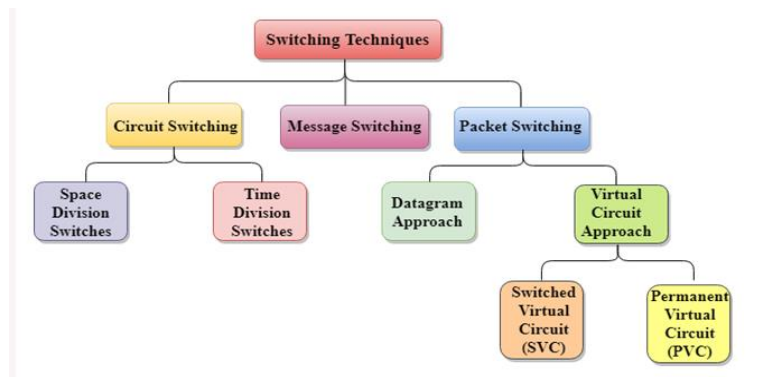 Switching Techniques
Circuit Switching
Message Switching
Packet Switching
Space
Division
Switches
Time
Division
Switches
Datagram
Approach
Virtual
Circuit
Approach
Switched
Virtual
Circuit
(SVC)
Permanent
Virtual
Circuit
(PVC)